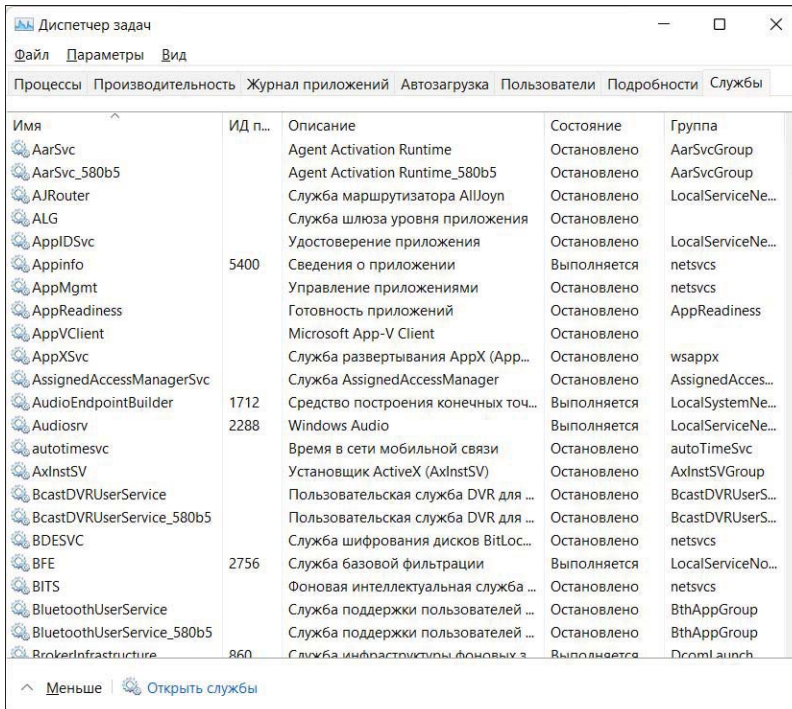 Диспетчер задач
Файл Параметры Вид
Процессы Производительность Журнал приложений Автозагрузка Пользователи Подробности Службы
Имя ИД п... Описание Состояние Группа
AarSvc Agent Activation Runtime Остановлено AarSvcGroup
AarSvc_580b5 Agent Activation Runtime_580b5 Остановлено AarSvcGroup
AJRouter Служба маршрутизатора AllJoyn Остановлено LocalServiceNe...
ALG Служба шлюза уровня приложения Остановлено
AppIDSvc Удостоверение приложения Остановлено LocalServiceNe...
Appinfo 5400 Сведения о приложении Выполняется netsvcs
AppMgmt Управление приложениями Остановлено netsvcs
AppReadiness Готовность приложений Остановлено AppReadiness
AppVClient Microsoft App-V Client Остановлено
AppXSvc Служба развертывания AppX (App... Остановлено wsappx
AssignedAccessManagerSvc Служба AssignedAccessManager Остановлено AssignedAcces...
AudioEndpointBuilder 1712 Средство построения конечных точ... Выполняется LocalSystemNe...
Audiosrv 2288 Windows Audio Выполняется LocalServiceNe...
autotimesvc Время в сети мобильной связи Остановлено autoTimeSvc
AxInstSV Установщик ActiveX (AxInstSV) Остановлено AxInstSVGroup
BcastDVRUserService Пользовательская служба DVR для ... Остановлено BcastDVRUserS...
BcastDVRUserService_580b5 Пользовательская служба DVR для ... Остановлено BcastDVRUserS...
BDESVC Служба шифрования дисков BitLoc... Остановлено netsvcs
BFE 2756 Служба базовой фильтрации Выполняется LocalServiceNo...
BITS Фоновая интеллектуальная служба ... Остановлено netsvcs
BluetoothUserService Служба поддержки пользователей ... Остановлено BthAppGroup
BluetoothUserService_580b5 Служба поддержки пользователей ... Остановлено BthAppGroup
BrokerInfrastructure 860 Служба инфраструктуры фоновых з... Выполняется DcomLaunch
Меньше Открыть службы